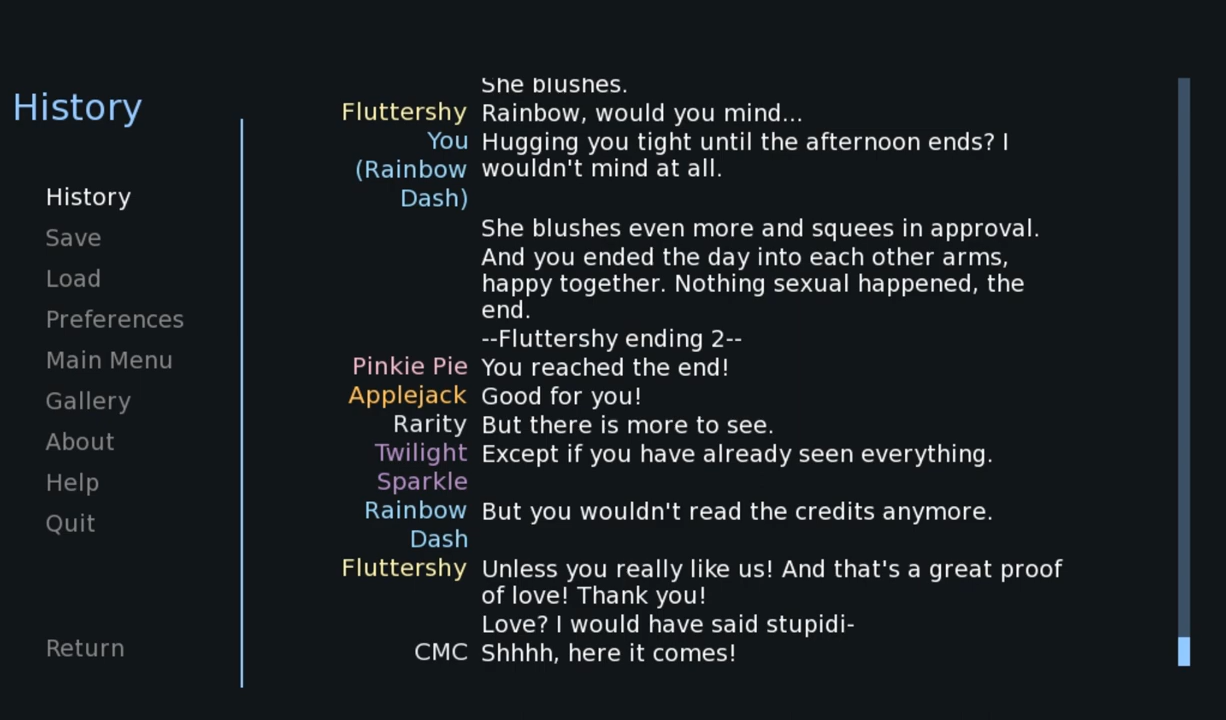 History
History
Save
Load
Preferences
Main Menu
Gallery
About
Help
Quit
Return
She blushes.
Fluttershy Rainbow, would you mind...
You Hugging you tight until the afternoon ends? I
(Rainbow wouldn't mind at all.
Dash)
She blushes even more and squees in approval.
And you ended the day into each other arms,
happy together. Nothing sexual happened, the
end.
--Fluttershy ending 2--
Pinkie Pie You reached the end!
Applejack Good for you!
Rarity But there is more to see.
Twilight Except if you have already seen everything.
Sparkle
Rainbow But you wouldn't read the credits anymore.
Dash
Fluttershy Unless you really like us! And that's a great proof
of love! Thank you!
Love? I would have said stupidi-
CMC Shhhh, here it comes!